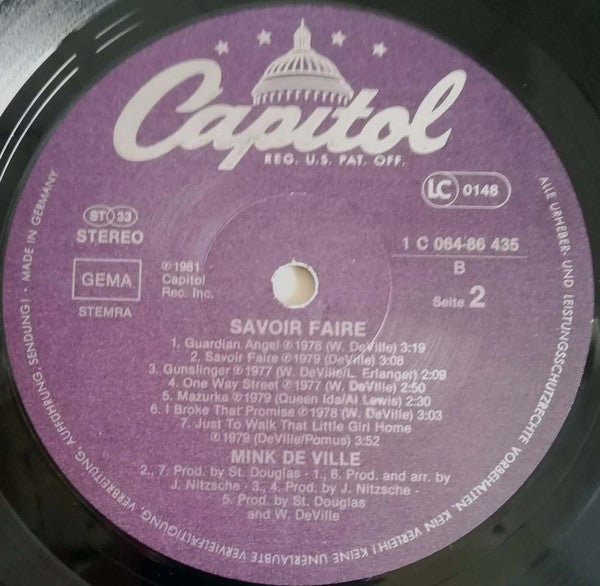 Capitol
REG. U.S. PAT. OFF.
LC 0148
ST 33
STEREO
GEMA
STEMRA
℗1981
Capitol
Rec. Inc.
1 C 064-86 435
B
Seite 2
SAVOIR FAIRE
1. Guardian Angel ℗1978 (W. DeVille) 3:19
2. Savoir Faire ℗1979 (DeVille) 3:08
3. Gunslinger ℗1977 (W. DeVille/L. Erlanger) 2:09
4. One Way Street ℗1977 (W. DeVille) 2:50
5. Mazurka ℗1979 (Queen Ida/Al Lewis) 2:30
6. I Broke That Promise ℗1978 (W. DeVille) 3:03
7. Just To Walk That Little Girl Home
℗1979 (DeVille/Pomus) 3:52
MINK DE VILLE
2., 7. Prod. by St. Douglas - 1., 6. Prod. and arr. by
J. Nitzsche - 3., 4. Prod. by J. Nitzsche -
5. Prod. by St. Douglas
and W. DeVille
ALLE URHEBER- UND LEISTUNGSSCHUTZRECHTE VORBEHALTEN. KEIN VERLEIH! KEINE UNERLAUBTE VERVIELFÄLTIGUNG, VERBREITUNG, AUFFÜHRUNG, SENDUNG! · MADE IN GERMANY